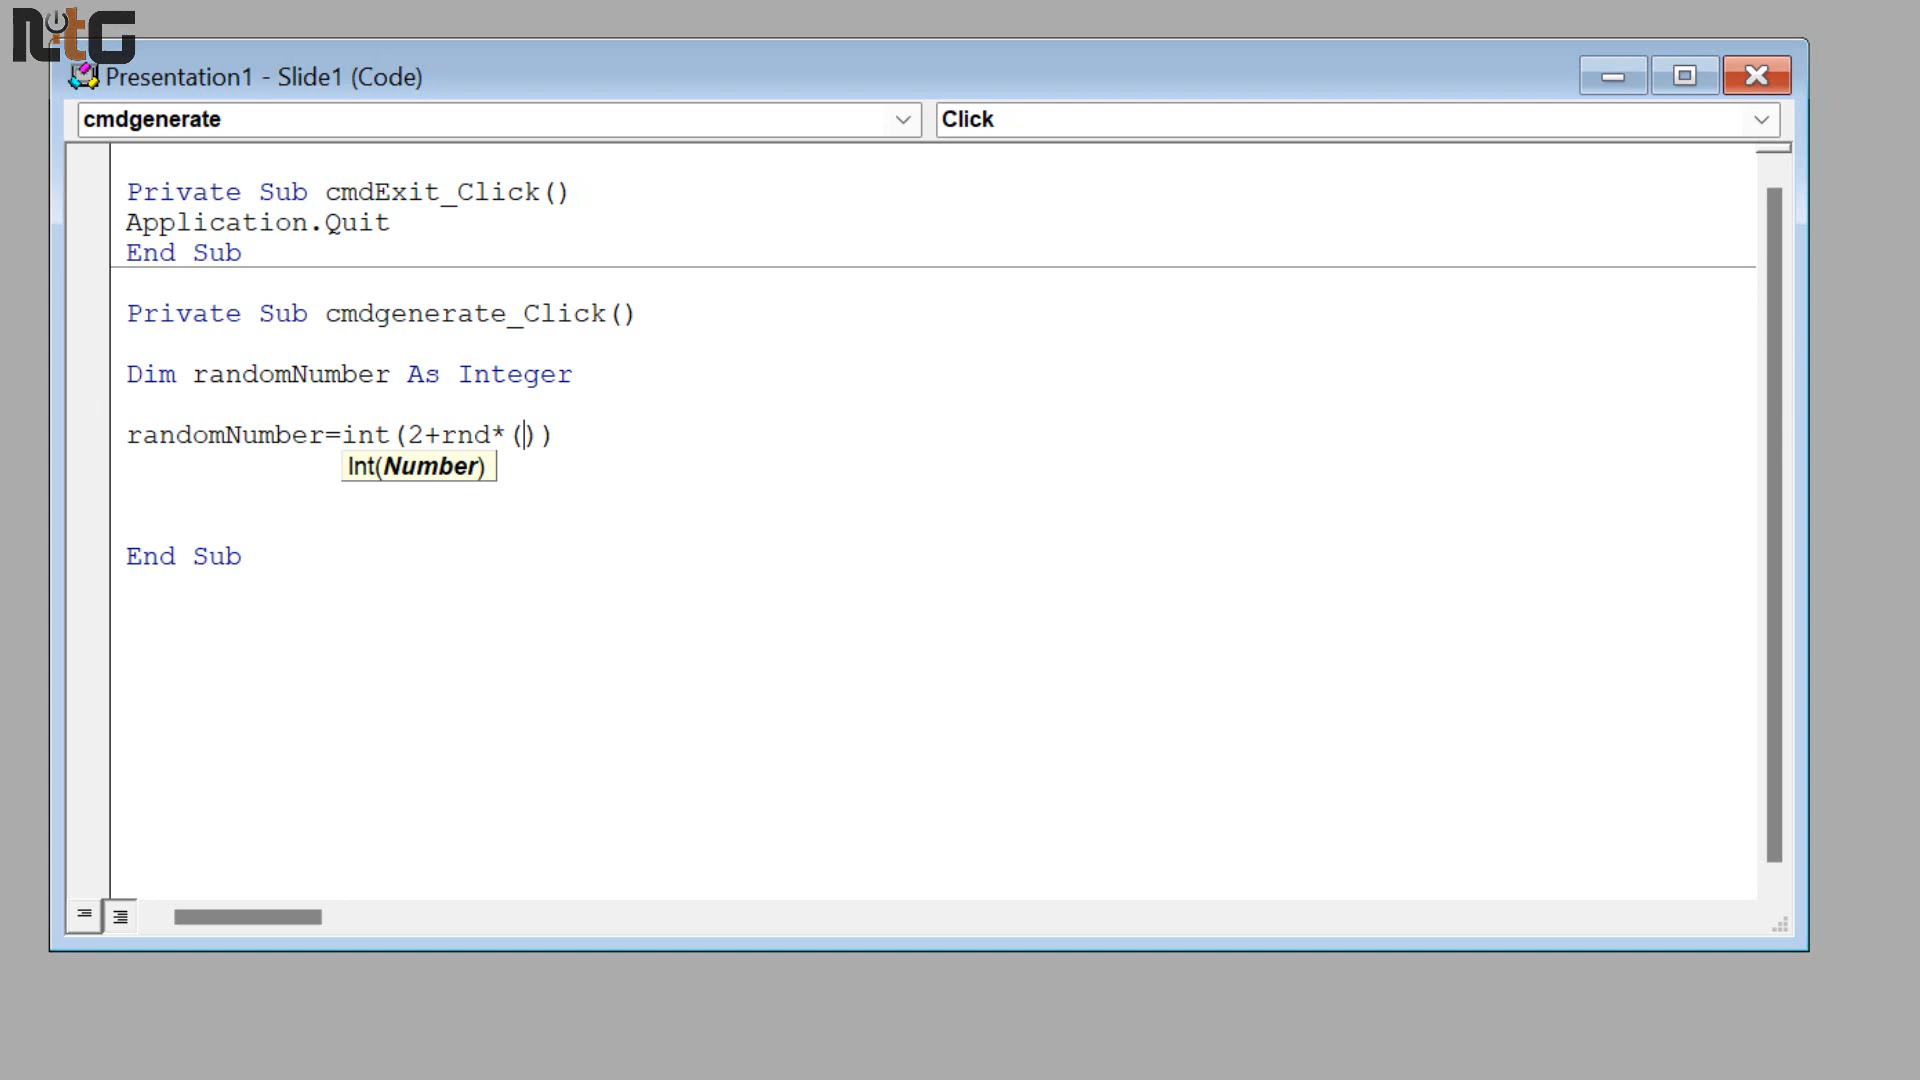 NtG
Presentation1 - Slide1 (Code)
cmdgenerate
Click
Private Sub cmdExit_Click()
Application.Quit
End Sub
Private Sub cmdgenerate_Click()
Dim randomNumber As Integer
randomNumber=int(2+rnd*())
Int(Number)
End Sub